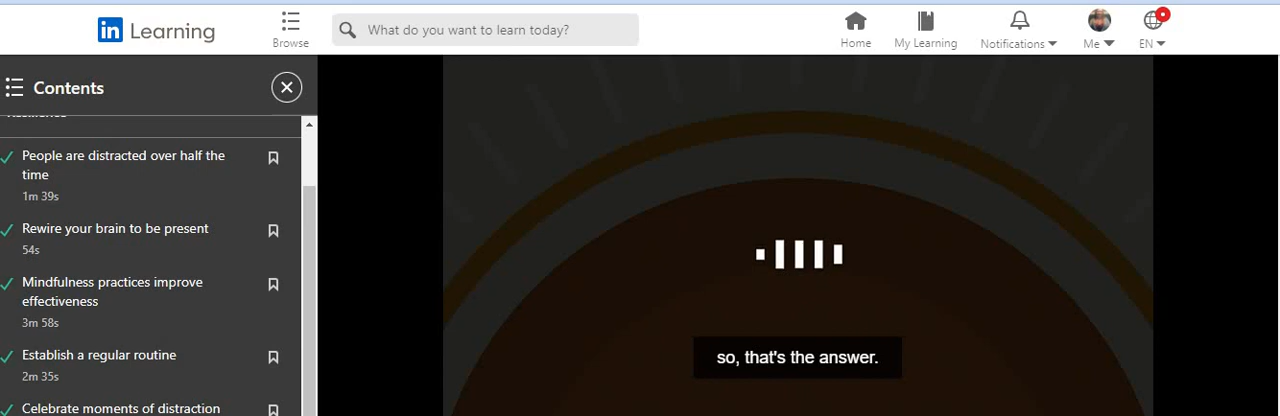 in Learning
Browse
What do you want to learn today?
Home
My Learning
Notifications
Me
EN
Contents
People are distracted over half the
time
1m 39s
Rewire your brain to be present
54s
Mindfulness practices improve
effectiveness
3m 58s
Establish a regular routine
2m 35s
Celebrate moments of distraction
so, that's the answer.